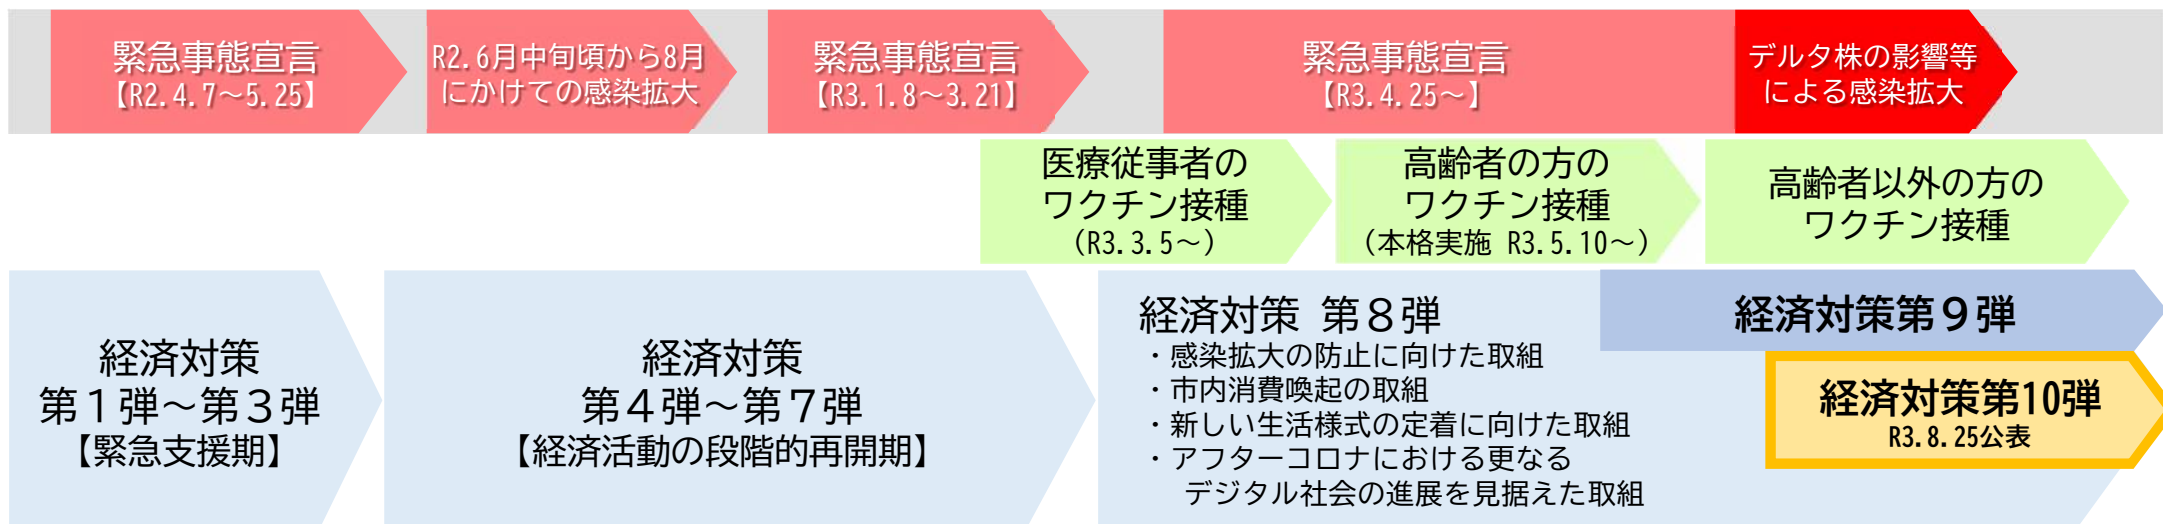 緊急事態宣言
【R2.4.7～5.25】
R2.6月中旬頃から8月
にかけての感染拡大
緊急事態宣言
【R3.1.8～3.21】
緊急事態宣言
【R3.4.25～】
デルタ株の影響等
による感染拡大
医療従事者の
ワクチン接種
（R3.3.5～）
高齢者の方の
ワクチン接種
（本格実施 R3.5.10～）
高齢者以外の方の
ワクチン接種
経済対策
第１弾～第３弾
【緊急支援期】
経済対策
第４弾～第７弾
【経済活動の段階的再開期】
経済対策 第８弾
・感染拡大の防止に向けた取組
・市内消費喚起の取組
・新しい生活様式の定着に向けた取組
・アフターコロナにおける更なる
デジタル社会の進展を見据えた取組
経済対策第９弾
経済対策第10弾
R3.8.25公表